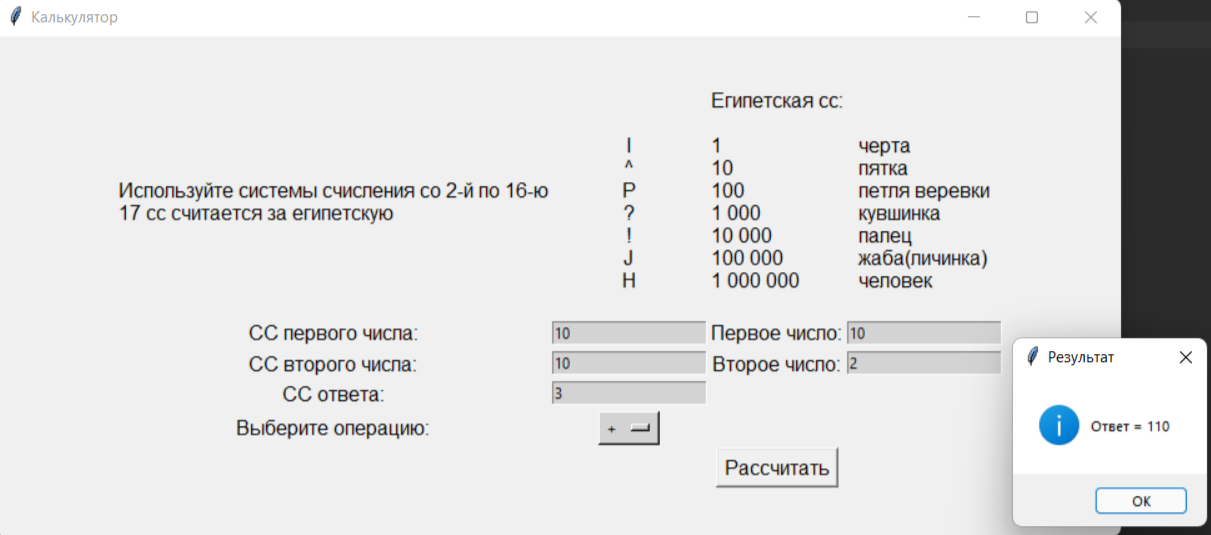 Калькулятор
Египетская сс:
I 1 черта
^ 10 пятка
P 100 петля веревки
? 1 000 кувшинка
! 10 000 палец
J 100 000 жаба(личинка)
H 1 000 000 человек
Используйте системы счисления со 2-й по 16-ю
17 сс считается за египетскую
СС первого числа: 10 Первое число: 10
СС второго числа: 10 Второе число: 2
СС ответа: 3
Выберите операцию: +
Рассчитать
Результат
Ответ = 110
ОК